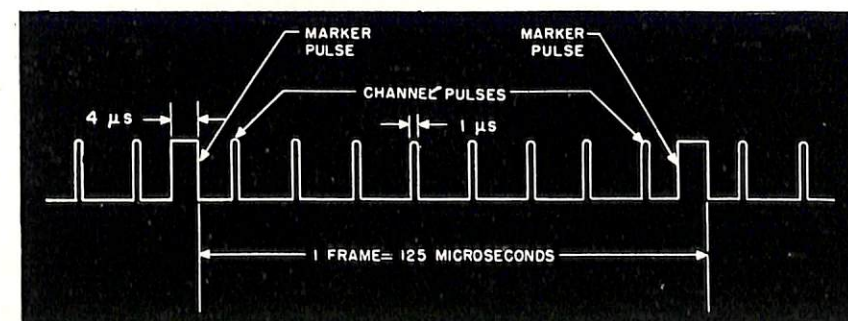 MARKER
PULSE
MARKER
PULSE
CHANNEL PULSES
4 μs
1 μs
1 FRAME= 125 MICROSECONDS